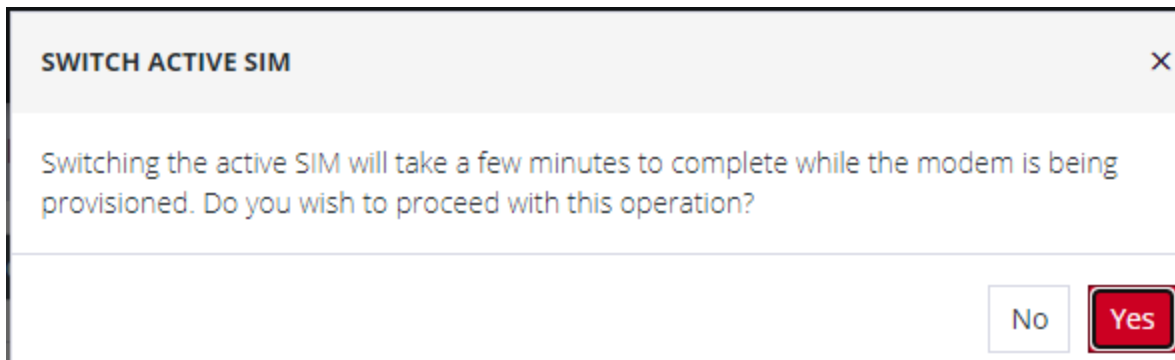 SWITCH ACTIVE SIM
Switching the active SIM will take a few minutes to complete while the modem is being
provisioned. Do you wish to proceed with this operation?
No
Yes